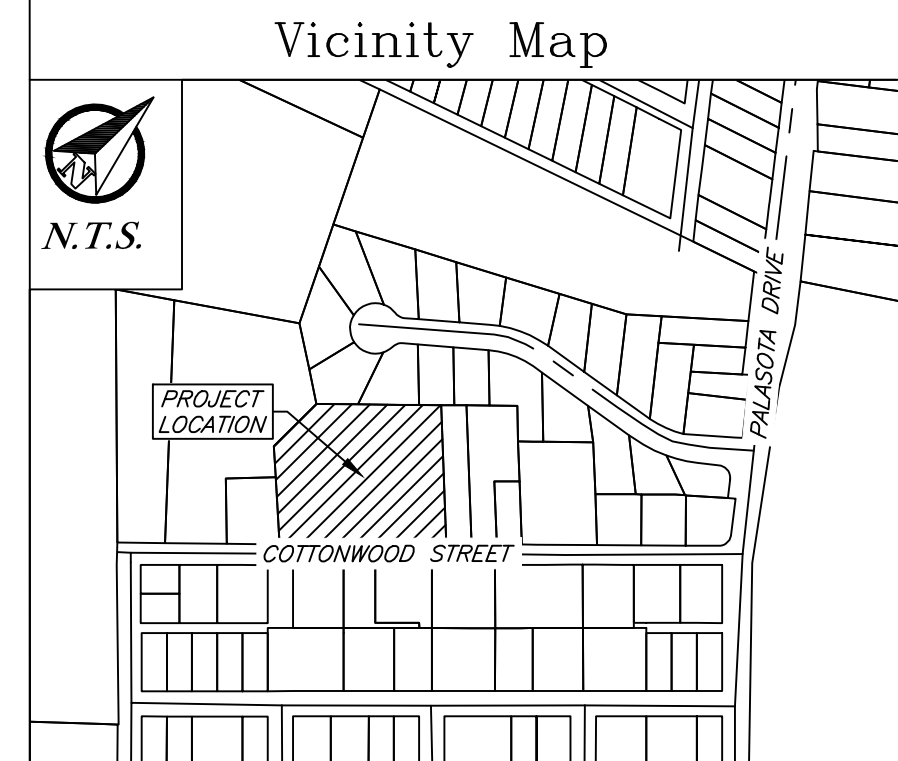 Vicinity Map
N
N.T.S.
PALASOTA DRIVE
PROJECT
LOCATION
COTTONWOOD STREET